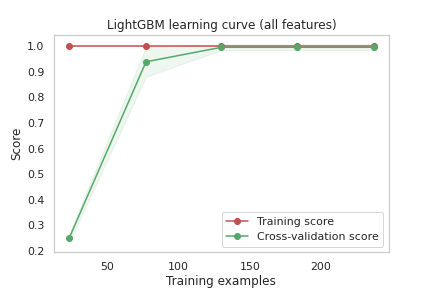 LightGBM learning curve (all features)
1.0
0.9
0.8
0.7
0.6
0.5
0.4
0.3
0.2
Score
Training score
Cross-validation score
50
100
150
200
Training examples